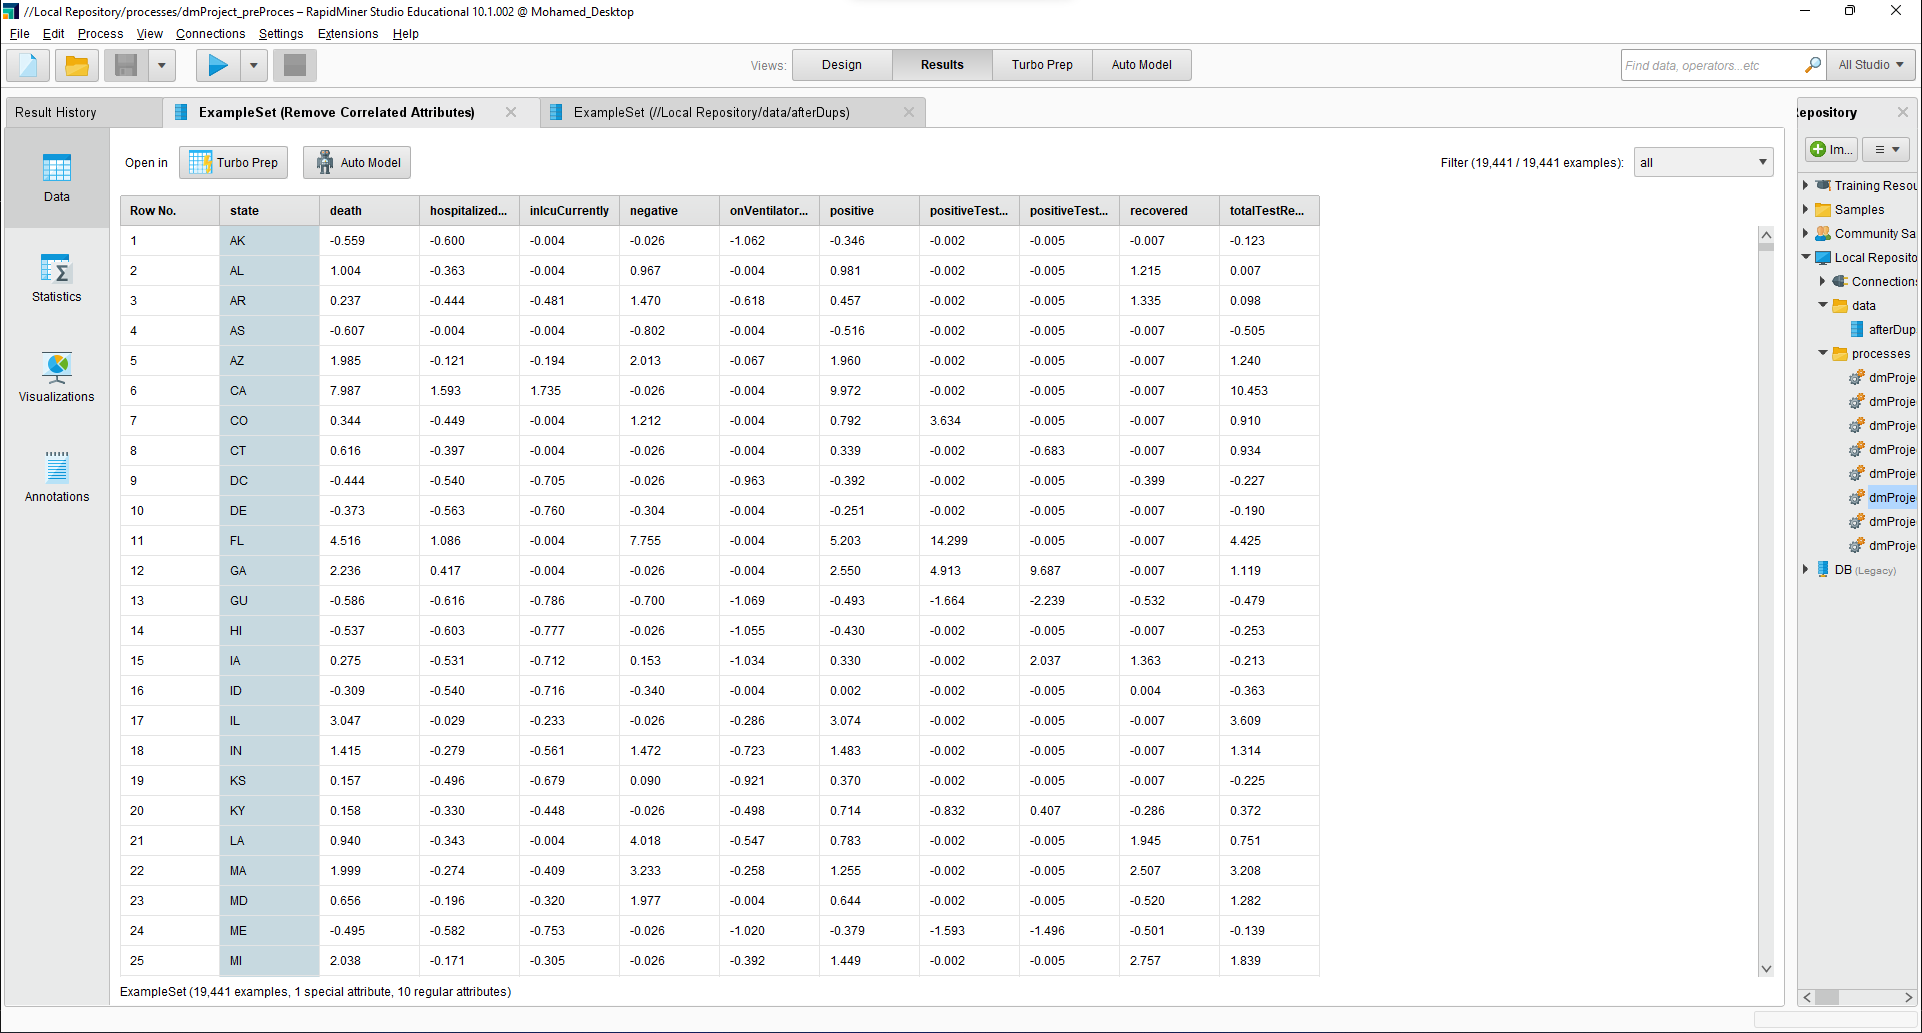 //Local Repository/processes/dmProject_preProces – RapidMiner Studio Educational 10.1.002 @ Mohamed_Desktop
File Edit Process View Connections Settings Extensions Help
Views: Design Results Turbo Prep Auto Model
Find data, operators...etc All Studio
Result History ExampleSet (Remove Correlated Attributes) ExampleSet (//Local Repository/data/afterDups)
Open in Turbo Prep Auto Model Filter (19,441 / 19,441 examples): all
Data
Statistics
Visualizations
Annotations
Row No. state death hospitalized... inIcuCurrently negative onVentilator... positive positiveTest... positiveTest... recovered totalTestRe...
1 AK -0.559 -0.600 -0.004 -0.026 -1.062 -0.346 -0.002 -0.005 -0.007 -0.123
2 AL 1.004 -0.363 -0.004 0.967 -0.004 0.981 -0.002 -0.005 1.215 0.007
3 AR 0.237 -0.444 -0.481 1.470 -0.618 0.457 -0.002 -0.005 1.335 0.098
4 AS -0.607 -0.004 -0.004 -0.802 -0.004 -0.516 -0.002 -0.005 -0.007 -0.505
5 AZ 1.985 -0.121 -0.194 2.013 -0.067 1.960 -0.002 -0.005 -0.007 1.240
6 CA 7.987 1.593 1.735 -0.026 -0.004 9.972 -0.002 -0.005 -0.007 10.453
7 CO 0.344 -0.449 -0.004 1.212 -0.004 0.792 3.634 -0.005 -0.007 0.910
8 CT 0.616 -0.397 -0.004 -0.026 -0.004 0.339 -0.002 -0.683 -0.007 0.934
9 DC -0.444 -0.540 -0.705 -0.026 -0.963 -0.392 -0.002 -0.005 -0.399 -0.227
10 DE -0.373 -0.563 -0.760 -0.304 -0.004 -0.251 -0.002 -0.005 -0.007 -0.190
11 FL 4.516 1.086 -0.004 7.755 -0.004 5.203 14.299 -0.005 -0.007 4.425
12 GA 2.236 0.417 -0.004 -0.026 -0.004 2.550 4.913 9.687 -0.007 1.119
13 GU -0.586 -0.616 -0.786 -0.700 -1.069 -0.493 -1.664 -2.239 -0.532 -0.479
14 HI -0.537 -0.603 -0.777 -0.026 -1.055 -0.430 -0.002 -0.005 -0.007 -0.253
15 IA 0.275 -0.531 -0.712 0.153 -1.034 0.330 -0.002 2.037 1.363 -0.213
16 ID -0.309 -0.540 -0.716 -0.340 -0.004 0.002 -0.002 -0.005 0.004 -0.363
17 IL 3.047 -0.029 -0.233 -0.026 -0.286 3.074 -0.002 -0.005 -0.007 3.609
18 IN 1.415 -0.279 -0.561 1.472 -0.723 1.483 -0.002 -0.005 -0.007 1.314
19 KS 0.157 -0.496 -0.679 0.090 -0.921 0.370 -0.002 -0.005 -0.007 -0.225
20 KY 0.158 -0.330 -0.448 -0.026 -0.498 0.714 -0.832 0.407 -0.286 0.372
21 LA 0.940 -0.343 -0.004 4.018 -0.547 0.783 -0.002 -0.005 1.945 0.751
22 MA 1.999 -0.274 -0.409 3.233 -0.258 1.255 -0.002 -0.005 2.507 3.208
23 MD 0.656 -0.196 -0.320 1.977 -0.004 0.644 -0.002 -0.005 -0.520 1.282
24 ME -0.495 -0.582 -0.753 -0.026 -1.020 -0.379 -1.593 -1.496 -0.501 -0.139
25 MI 2.038 -0.171 -0.305 -0.026 -0.392 1.449 -0.002 -0.005 2.757 1.839
ExampleSet (19,441 examples, 1 special attribute, 10 regular attributes)
epository
Im...
Training Resou
Samples
Community Sa
Local Reposito
Connections
data
afterDup
processes
dmProje
dmProje
dmProje
dmProje
dmProje
dmProje
dmProje
dmProje
DB (Legacy)